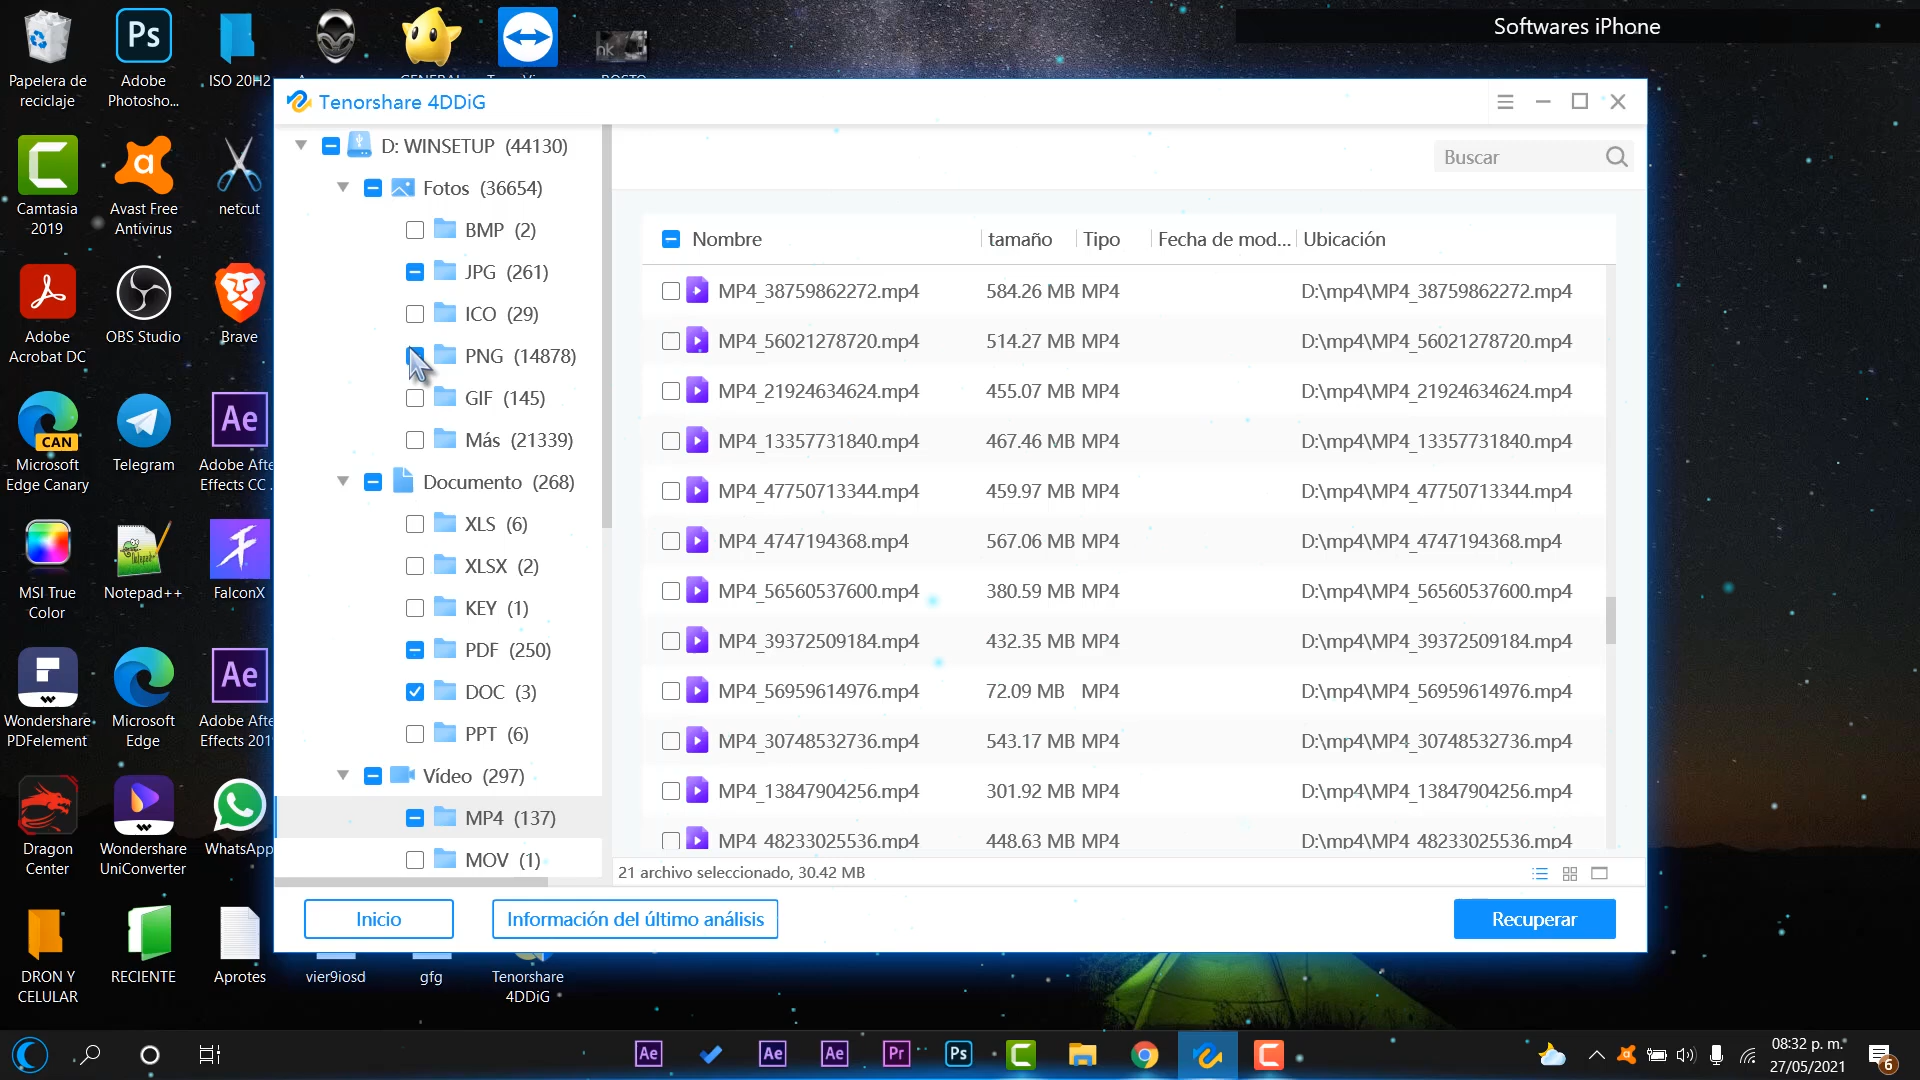 Softwares iPhone
Papelera de
reciclaje
Adobe
Photosho...
ISO 20H2
Camtasia
2019
Avast Free
Antivirus
netcut
Adobe
Acrobat DC
OBS Studio
Brave
CAN
Microsoft
Edge Canary
Telegram
Adobe Afte
Effects CC .
MSI True
Color
Notepad++
FalconX
Wondershare
PDFelement
Microsoft
Edge
Adobe Afte
Effects 201
Dragon
Center
Wondershare
UniConverter
WhatsApp
DRON Y
CELULAR
RECIENTE
Aprotes
vier9iosd
gfg
Tenorshare
4DDiG
Tenorshare 4DDiG
D: WINSETUP (44130)
Fotos (36654)
BMP (2)
JPG (261)
ICO (29)
PNG (14878)
GIF (145)
Más (21339)
Documento (268)
XLS (6)
XLSX (2)
KEY (1)
PDF (250)
DOC (3)
PPT (6)
Vídeo (297)
MP4 (137)
MOV (1)
Buscar
Nombre tamaño Tipo Fecha de mod... Ubicación
MP4_38759862272.mp4 584.26 MB MP4 D:\mp4\MP4_38759862272.mp4
MP4_56021278720.mp4 514.27 MB MP4 D:\mp4\MP4_56021278720.mp4
MP4_21924634624.mp4 455.07 MB MP4 D:\mp4\MP4_21924634624.mp4
MP4_13357731840.mp4 467.46 MB MP4 D:\mp4\MP4_13357731840.mp4
MP4_47750713344.mp4 459.97 MB MP4 D:\mp4\MP4_47750713344.mp4
MP4_4747194368.mp4 567.06 MB MP4 D:\mp4\MP4_4747194368.mp4
MP4_56560537600.mp4 380.59 MB MP4 D:\mp4\MP4_56560537600.mp4
MP4_39372509184.mp4 432.35 MB MP4 D:\mp4\MP4_39372509184.mp4
MP4_56959614976.mp4 72.09 MB MP4 D:\mp4\MP4_56959614976.mp4
MP4_30748532736.mp4 543.17 MB MP4 D:\mp4\MP4_30748532736.mp4
MP4_13847904256.mp4 301.92 MB MP4 D:\mp4\MP4_13847904256.mp4
MP4_48233025536.mp4 448.63 MB MP4 D:\mp4\MP4_48233025536.mp4
21 archivo seleccionado, 30.42 MB
Inicio
Información del último análisis
Recuperar
08:32 p. m.
27/05/2021
6